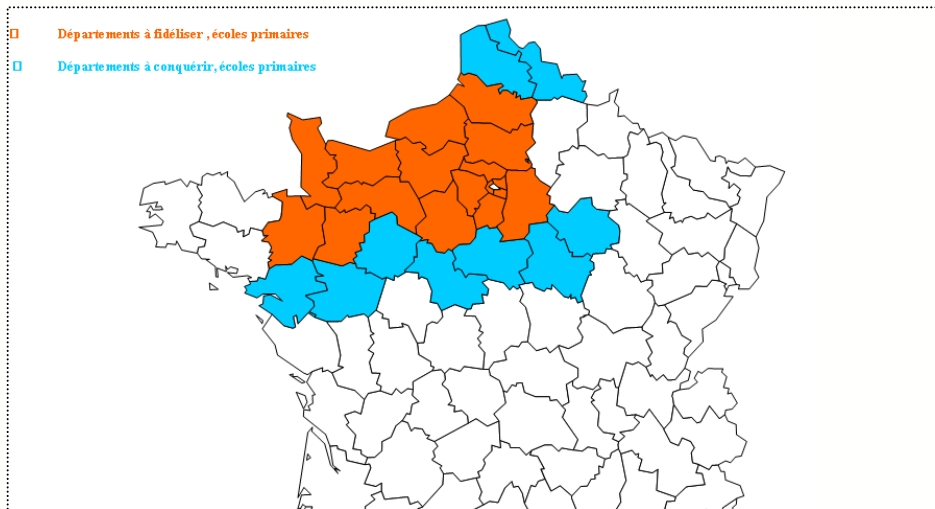 Départements à fidéliser , écoles primaires
Départements à conquérir, écoles primaires